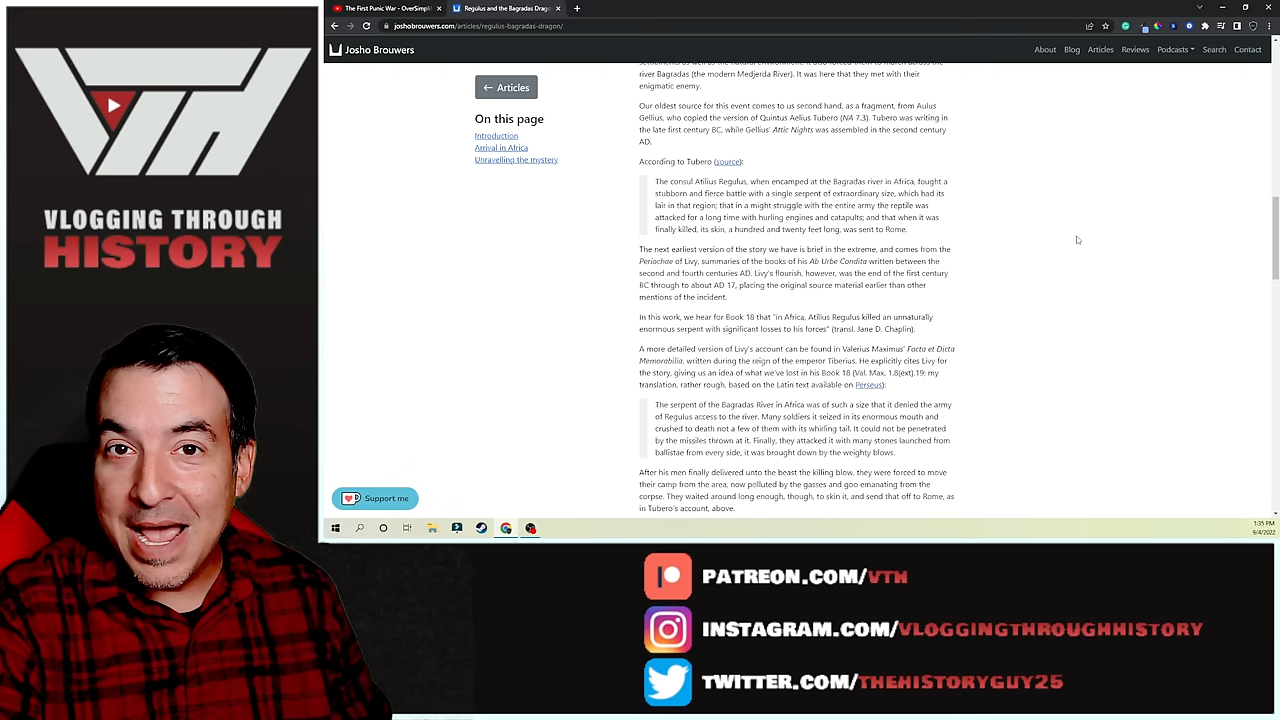 The First Punic War - OverSimpli
Regulus and the Bagradas Drago
joshobrouwers.com/articles/regulus-bagradas-dragon/
Josho Brouwers
About
Blog
Articles
Reviews
Podcasts
Search
Contact
VTH
VLOGGING THROUGH
HISTORY
← Articles
On this page
Introduction
Arrival in Africa
Unravelling the mystery
river Bagradas (the modern Medjerda River). It was here that they met with their
enigmatic enemy.
Our oldest source for this event comes to us second hand, as a fragment, from Aulus
Gellius, who copied the version of Quintus Aelius Tubero (NA 7.3). Tubero was writing in
the late first century BC, while Gellius' Attic Nights was assembled in the second century
AD.
According to Tubero (source):
The consul Atilius Regulus, when encamped at the Bagradas river in Africa, fought a
stubborn and fierce battle with a single serpent of extraordinary size, which had its
lair in that region; that in a might struggle with the entire army the reptile was
attacked for a long time with hurling engines and catapults; and that when it was
finally killed, its skin, a hundred and twenty feet long, was sent to Rome.
The next earliest version of the story we have is brief in the extreme, and comes from the
Periochae of Livy, summaries of the books of his Ab Urbe Condita written between the
second and fourth centuries AD. Livy's flourish, however, was the end of the first century
BC through to about AD 17, placing the original source material earlier than other
mentions of the incident.
In this work, we hear for Book 18 that "in Africa, Atilius Regulus killed an unnaturally
enormous serpent with significant losses to his forces" (transl. Jane D. Chaplin).
A more detailed version of Livy's account can be found in Valerius Maximus' Facta et Dicta
Memorabilia, written during the reign of the emperor Tiberius. He explicitly cites Livy for
the story, giving us an idea of what we've lost in his Book 18 (Val. Max. 1.8(ext).19; my
translation, rather rough, based on the Latin text available on Perseus):
The serpent of the Bagradas River in Africa was of such a size that it denied the army
of Regulus access to the river. Many soldiers it seized in its enormous mouth and
crushed to death not a few of them with its whirling tail. It could not be penetrated
by the missiles thrown at it. Finally, they attacked it with many stones launched from
ballistae from every side, it was brought down by the weighty blows.
After his men finally delivered unto the beast the killing blow, they were forced to move
their camp from the area, now polluted by the gasses and goo emanating from the
corpse. They waited around long enough, though, to skin it, and send that off to Rome, as
in Tubero's account, above.
Support me
1:35 PM
9/4/2022
PATREON.COM/VTH
INSTAGRAM.COM/VLOGGINGTHROUGHHISTORY
TWITTER.COM/THEHISTORYGUY25